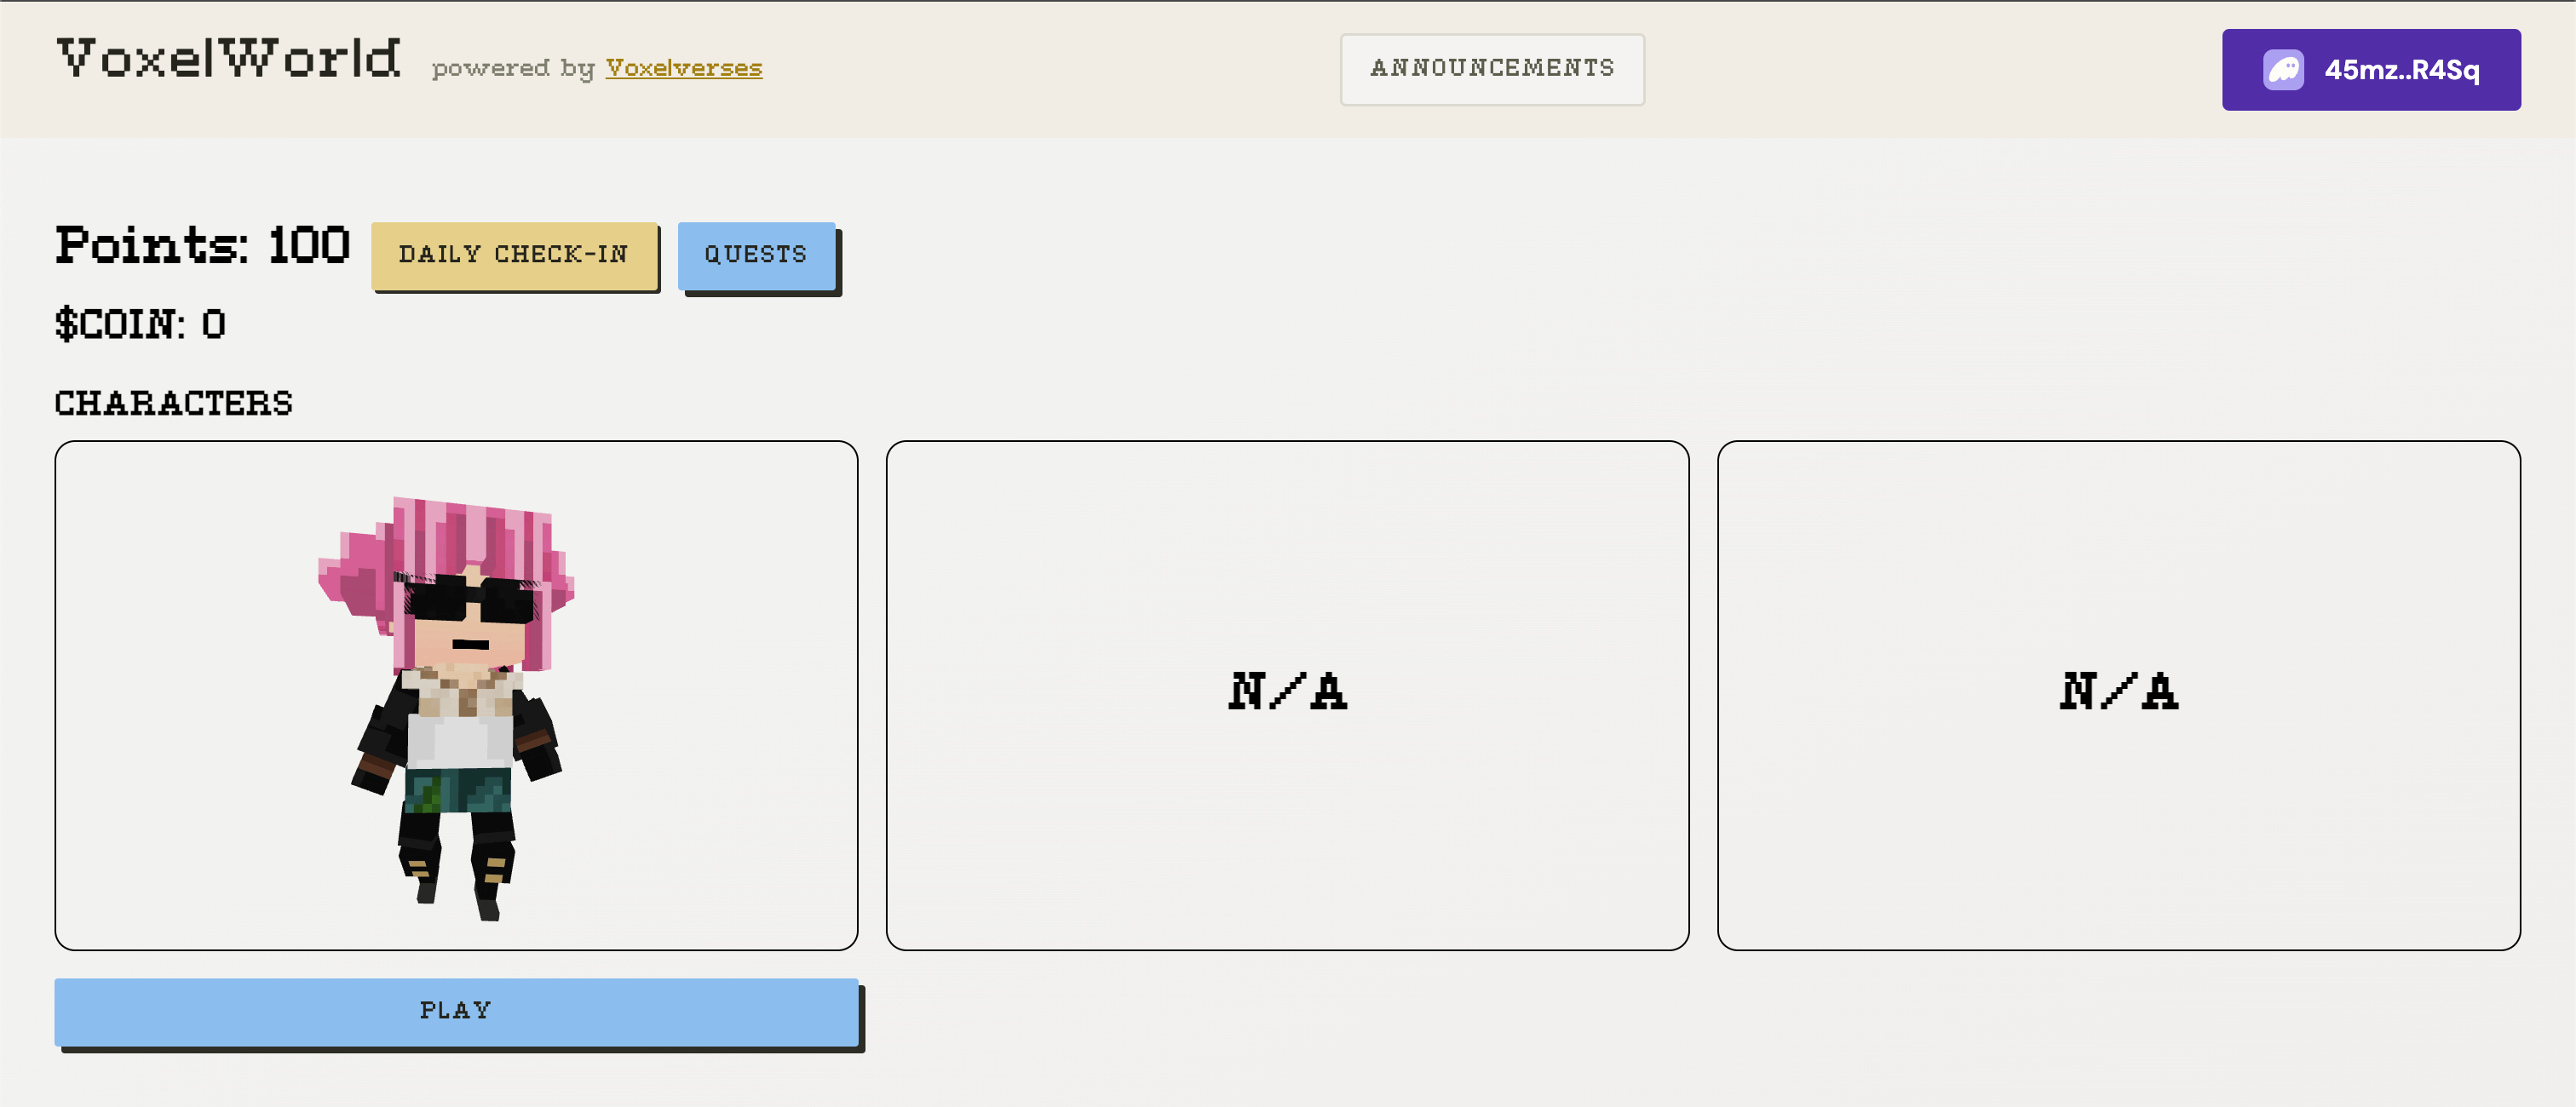 VoxelWorld powered by Voxelverses
ANNOUNCEMENTS
45mz..R4Sq
Points: 100
DAILY CHECK-IN
QUESTS
$COIN: 0
CHARACTERS
N/A
N/A
PLAY